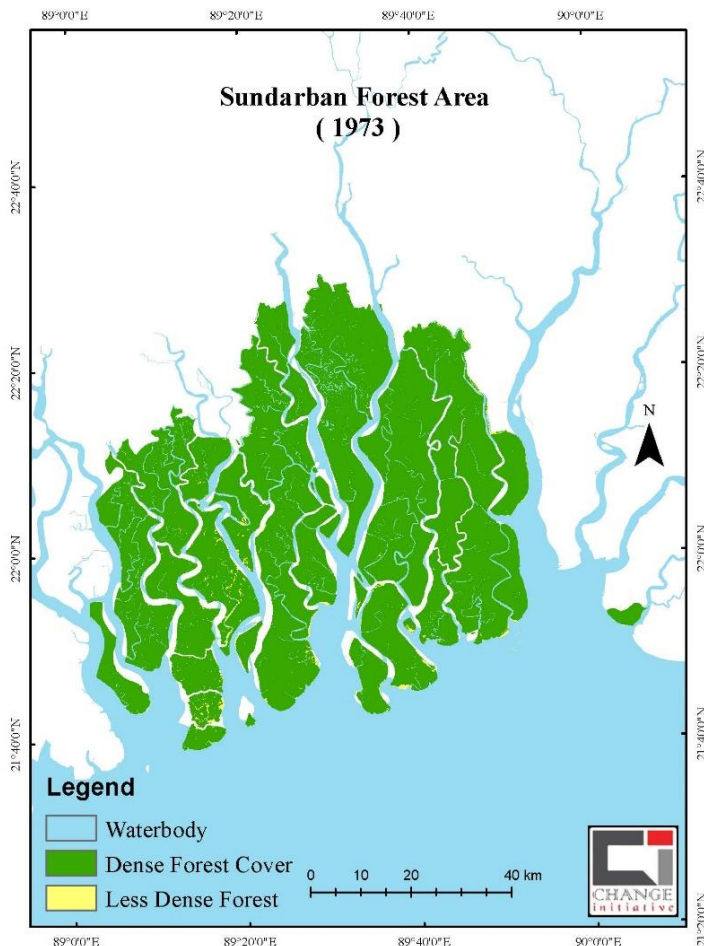 89°0'0"E 89°20'0"E 89°40'0"E 90°0'0"E
Sundarban Forest Area
( 1973 )
22°40'0"N 22°40'0"N
22°20'0"N 22°20'0"N
N
22°0'0"N 22°0'0"N
21°40'0"N 21°40'0"N
Legend
Waterbody
Dense Forest Cover
Less Dense Forest
0 10 20 40 km
CHANGE
initiative
21°20'0"N
89°0'0"E 89°20'0"E 89°40'0"E 90°0'0"E